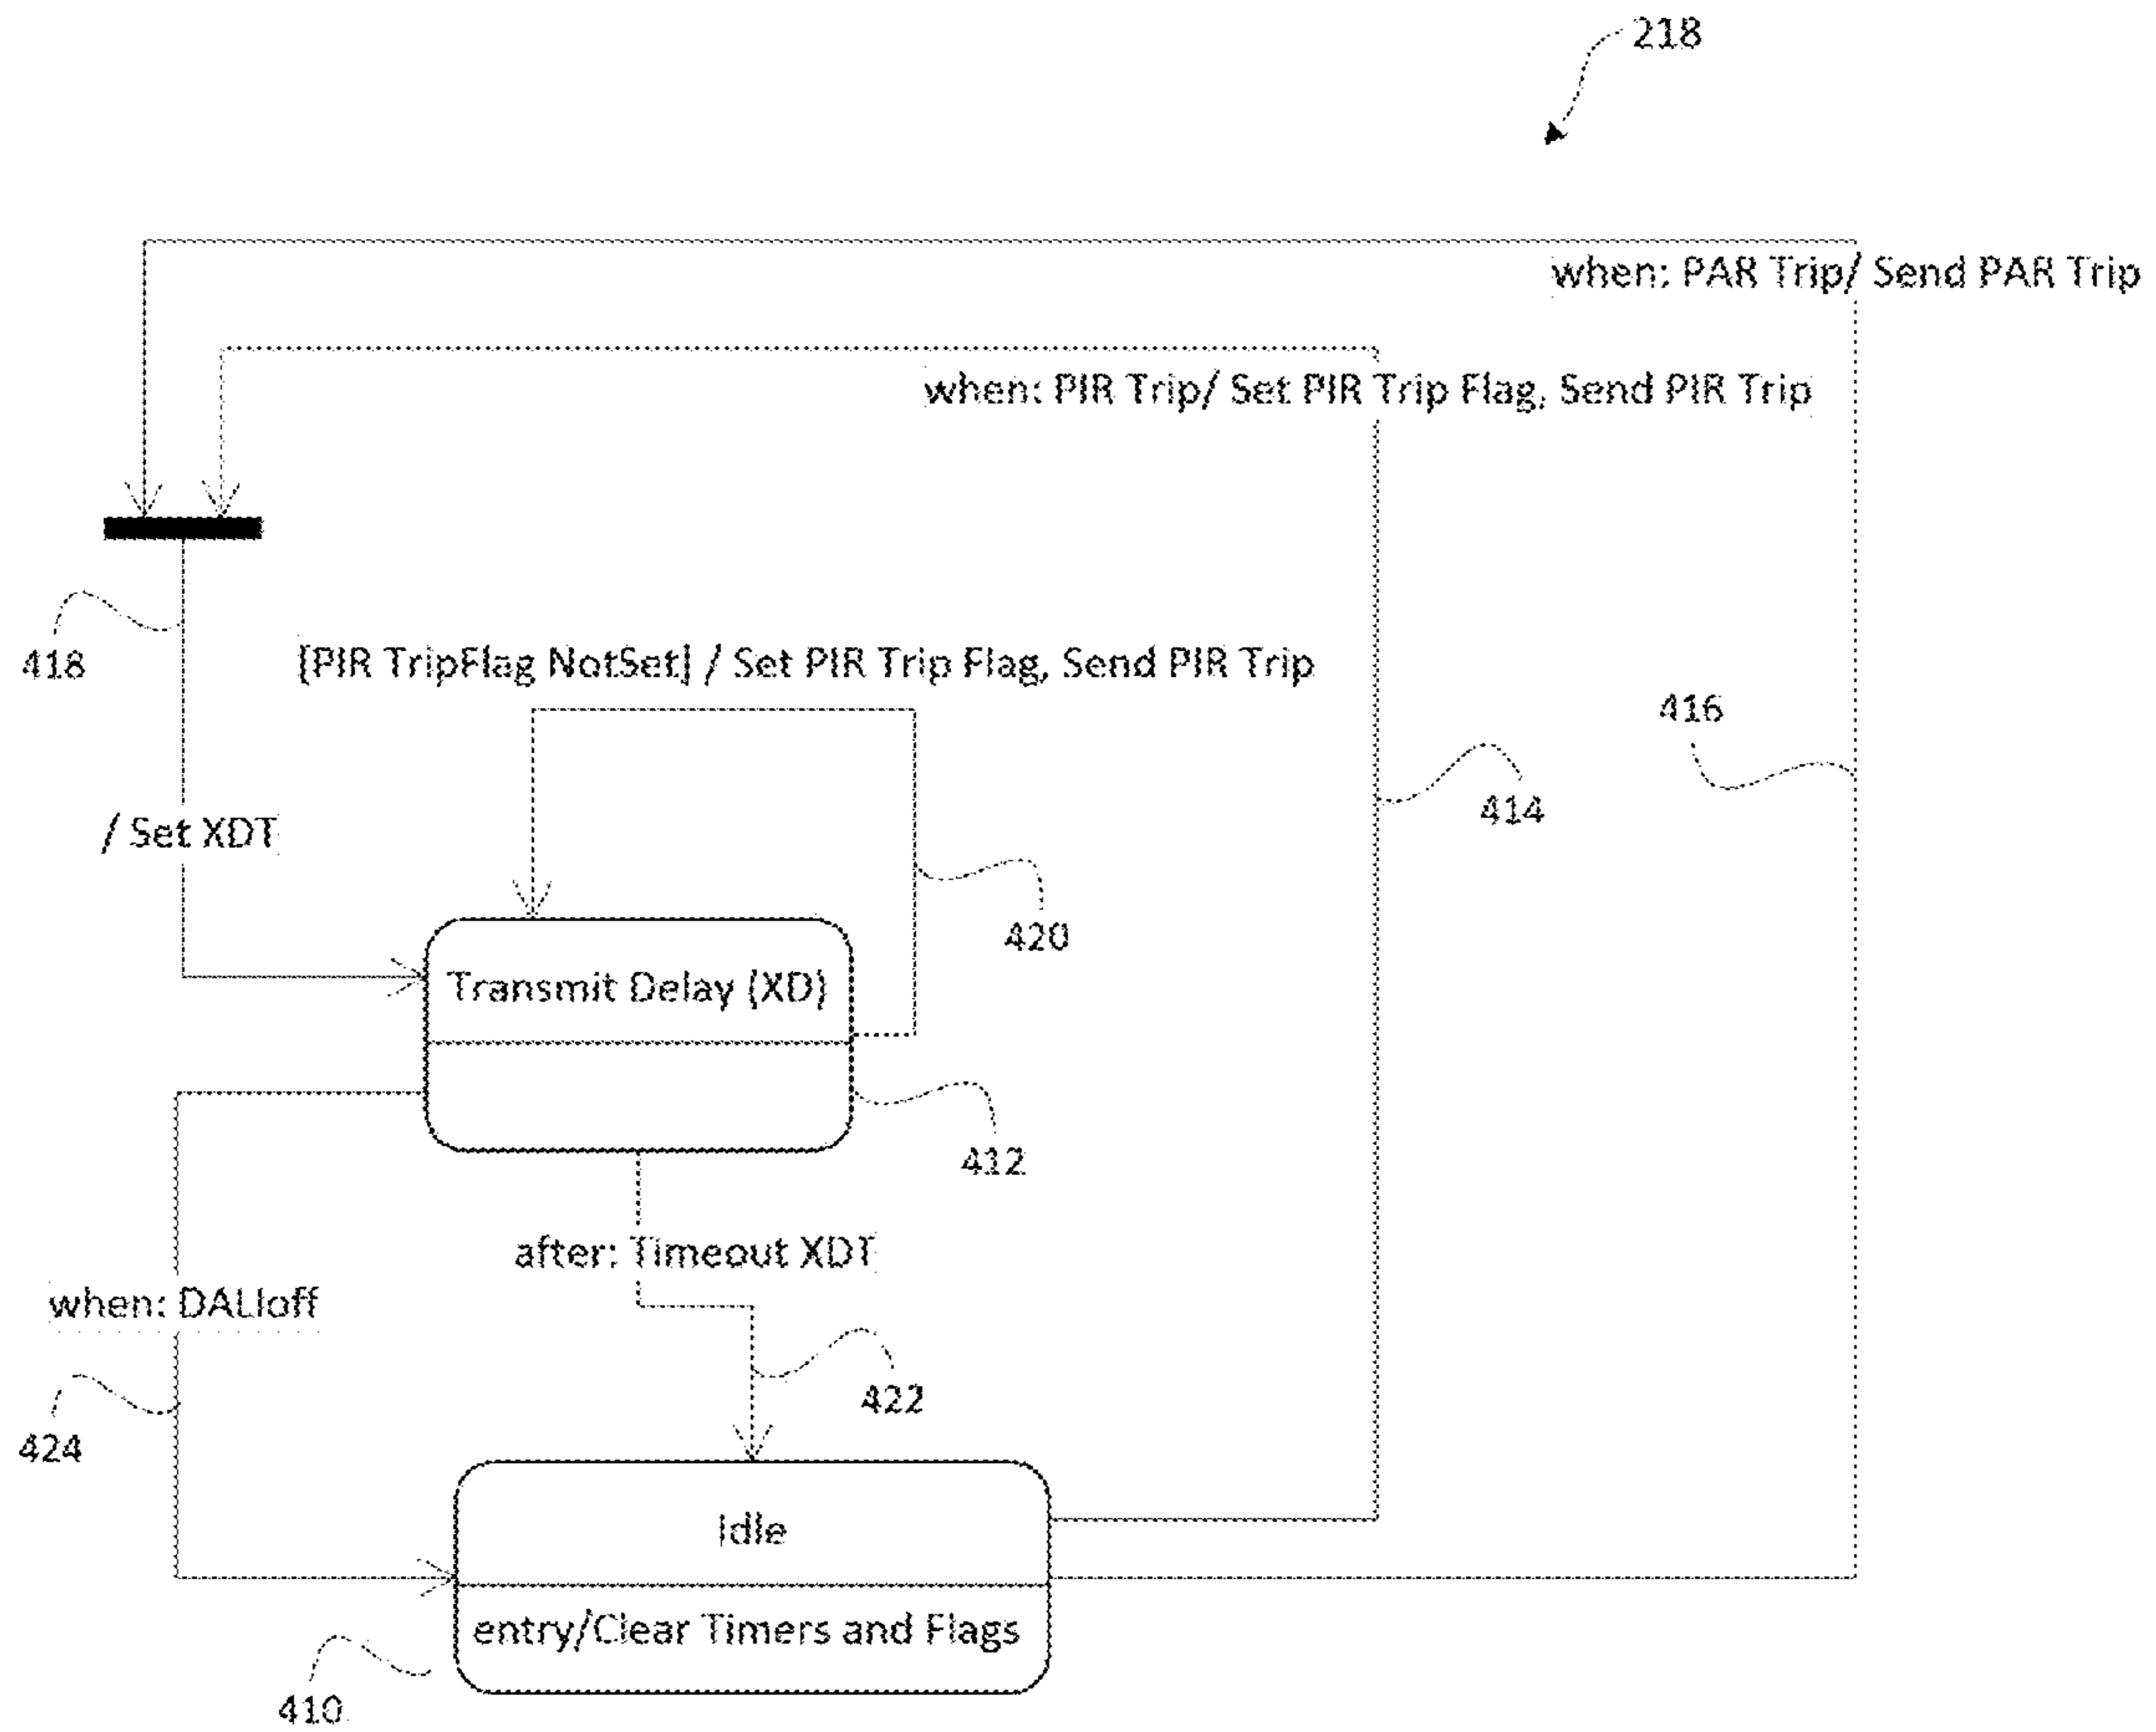 218
when: PAR Trip/ Send PAR Trip
when: PIR Trip/ Set PIR Trip Flag, Send PIR Trip
418
[PIR TripFlag NotSet] / Set PIR Trip Flag, Send PIR Trip
416
414
/ Set XDT
420
Transmit Delay (XD)
412
after: Timeout XDT
when: DALIoff
422
424
Idle
entry/Clear Timers and Flags
410